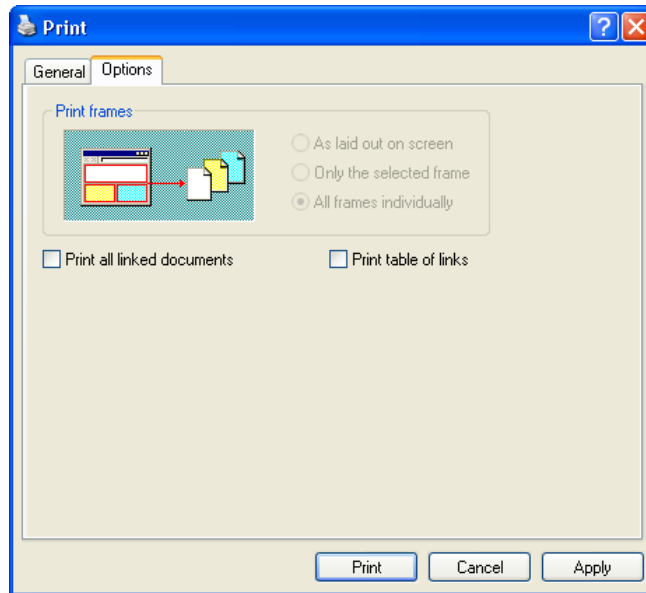 Print
General Options
Print frames
As laid out on screen
Only the selected frame
All frames individually
Print all linked documents Print table of links
Print Cancel Apply